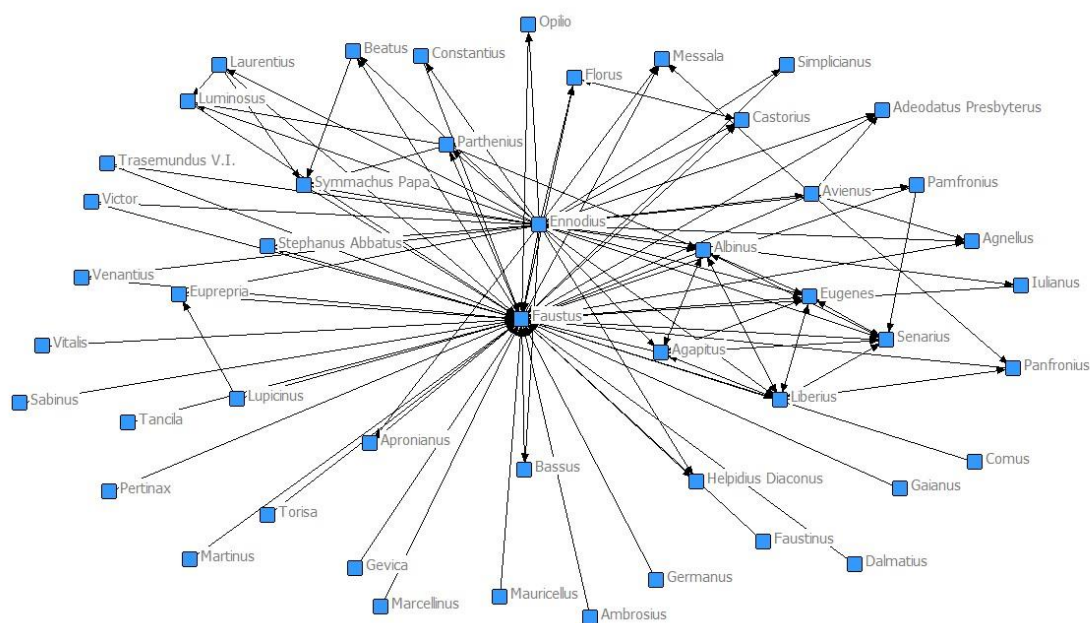 Opilio
Beatus
Constantius
Laurentius
Messala
Simplicianus
Florus
Luminosus
Adeodatus Presbyterus
Castorius
Parthenius
Trasemundus V.I.
Symmachus Papa
Pamfronius
Avienus
Victor
Ennodius
Stephanus Abbatus
Agnellus
Albinus
Venantius
Iulianus
Euprepria
Eugenes
Faustus
Vitalis
Senarius
Agapitus
Panfronius
Sabinus
Lupicinus
Liberius
Tancila
Apronianus
Comus
Bassus
Helpidius Diaconus
Gaianus
Pertinax
Torisa
Faustinus
Martinus
Gevica
Dalmatius
Germanus
Mauricellus
Marcellinus
Ambrosius